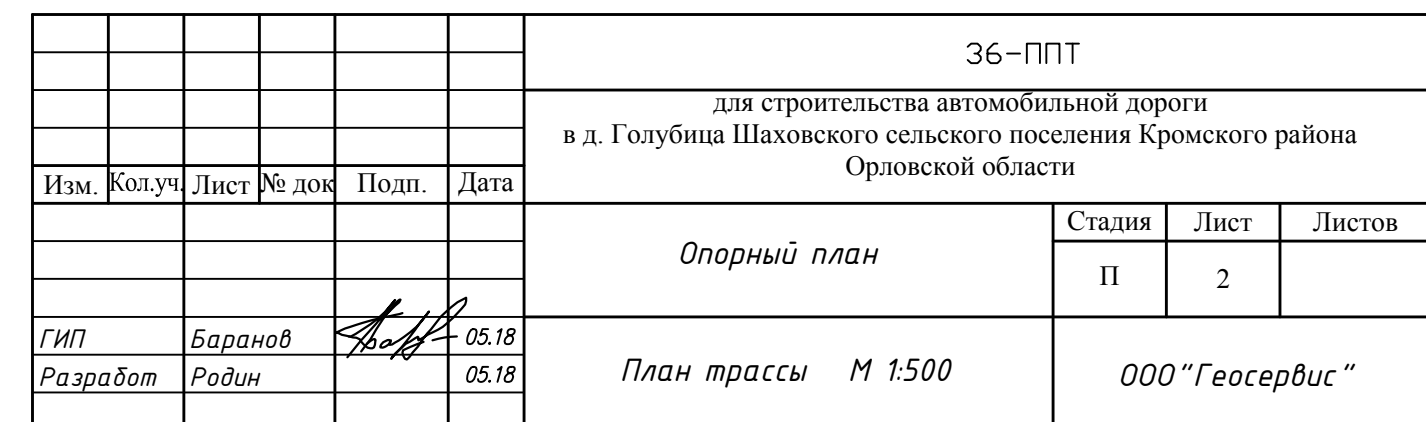 36-ППТ
для строительства автомобильной дороги
в д. Голубица Шаховского сельского поселения Кромского района
Орловской области
Изм. Кол.уч. Лист № док Подп. Дата
Опорный план
Стадия Лист Листов
П 2
ГИП Баранов 05.18
Разработ Родин 05.18
План трассы М 1:500
ООО "Геосервис"